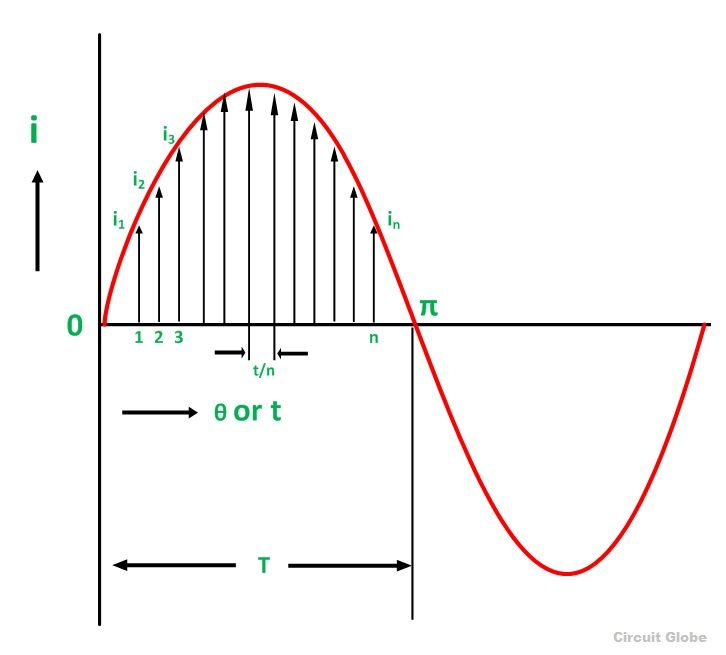 i
i3
i2
i1
in
0
π
1 2 3
n
t/n
θ or t
T
Circuit Globe